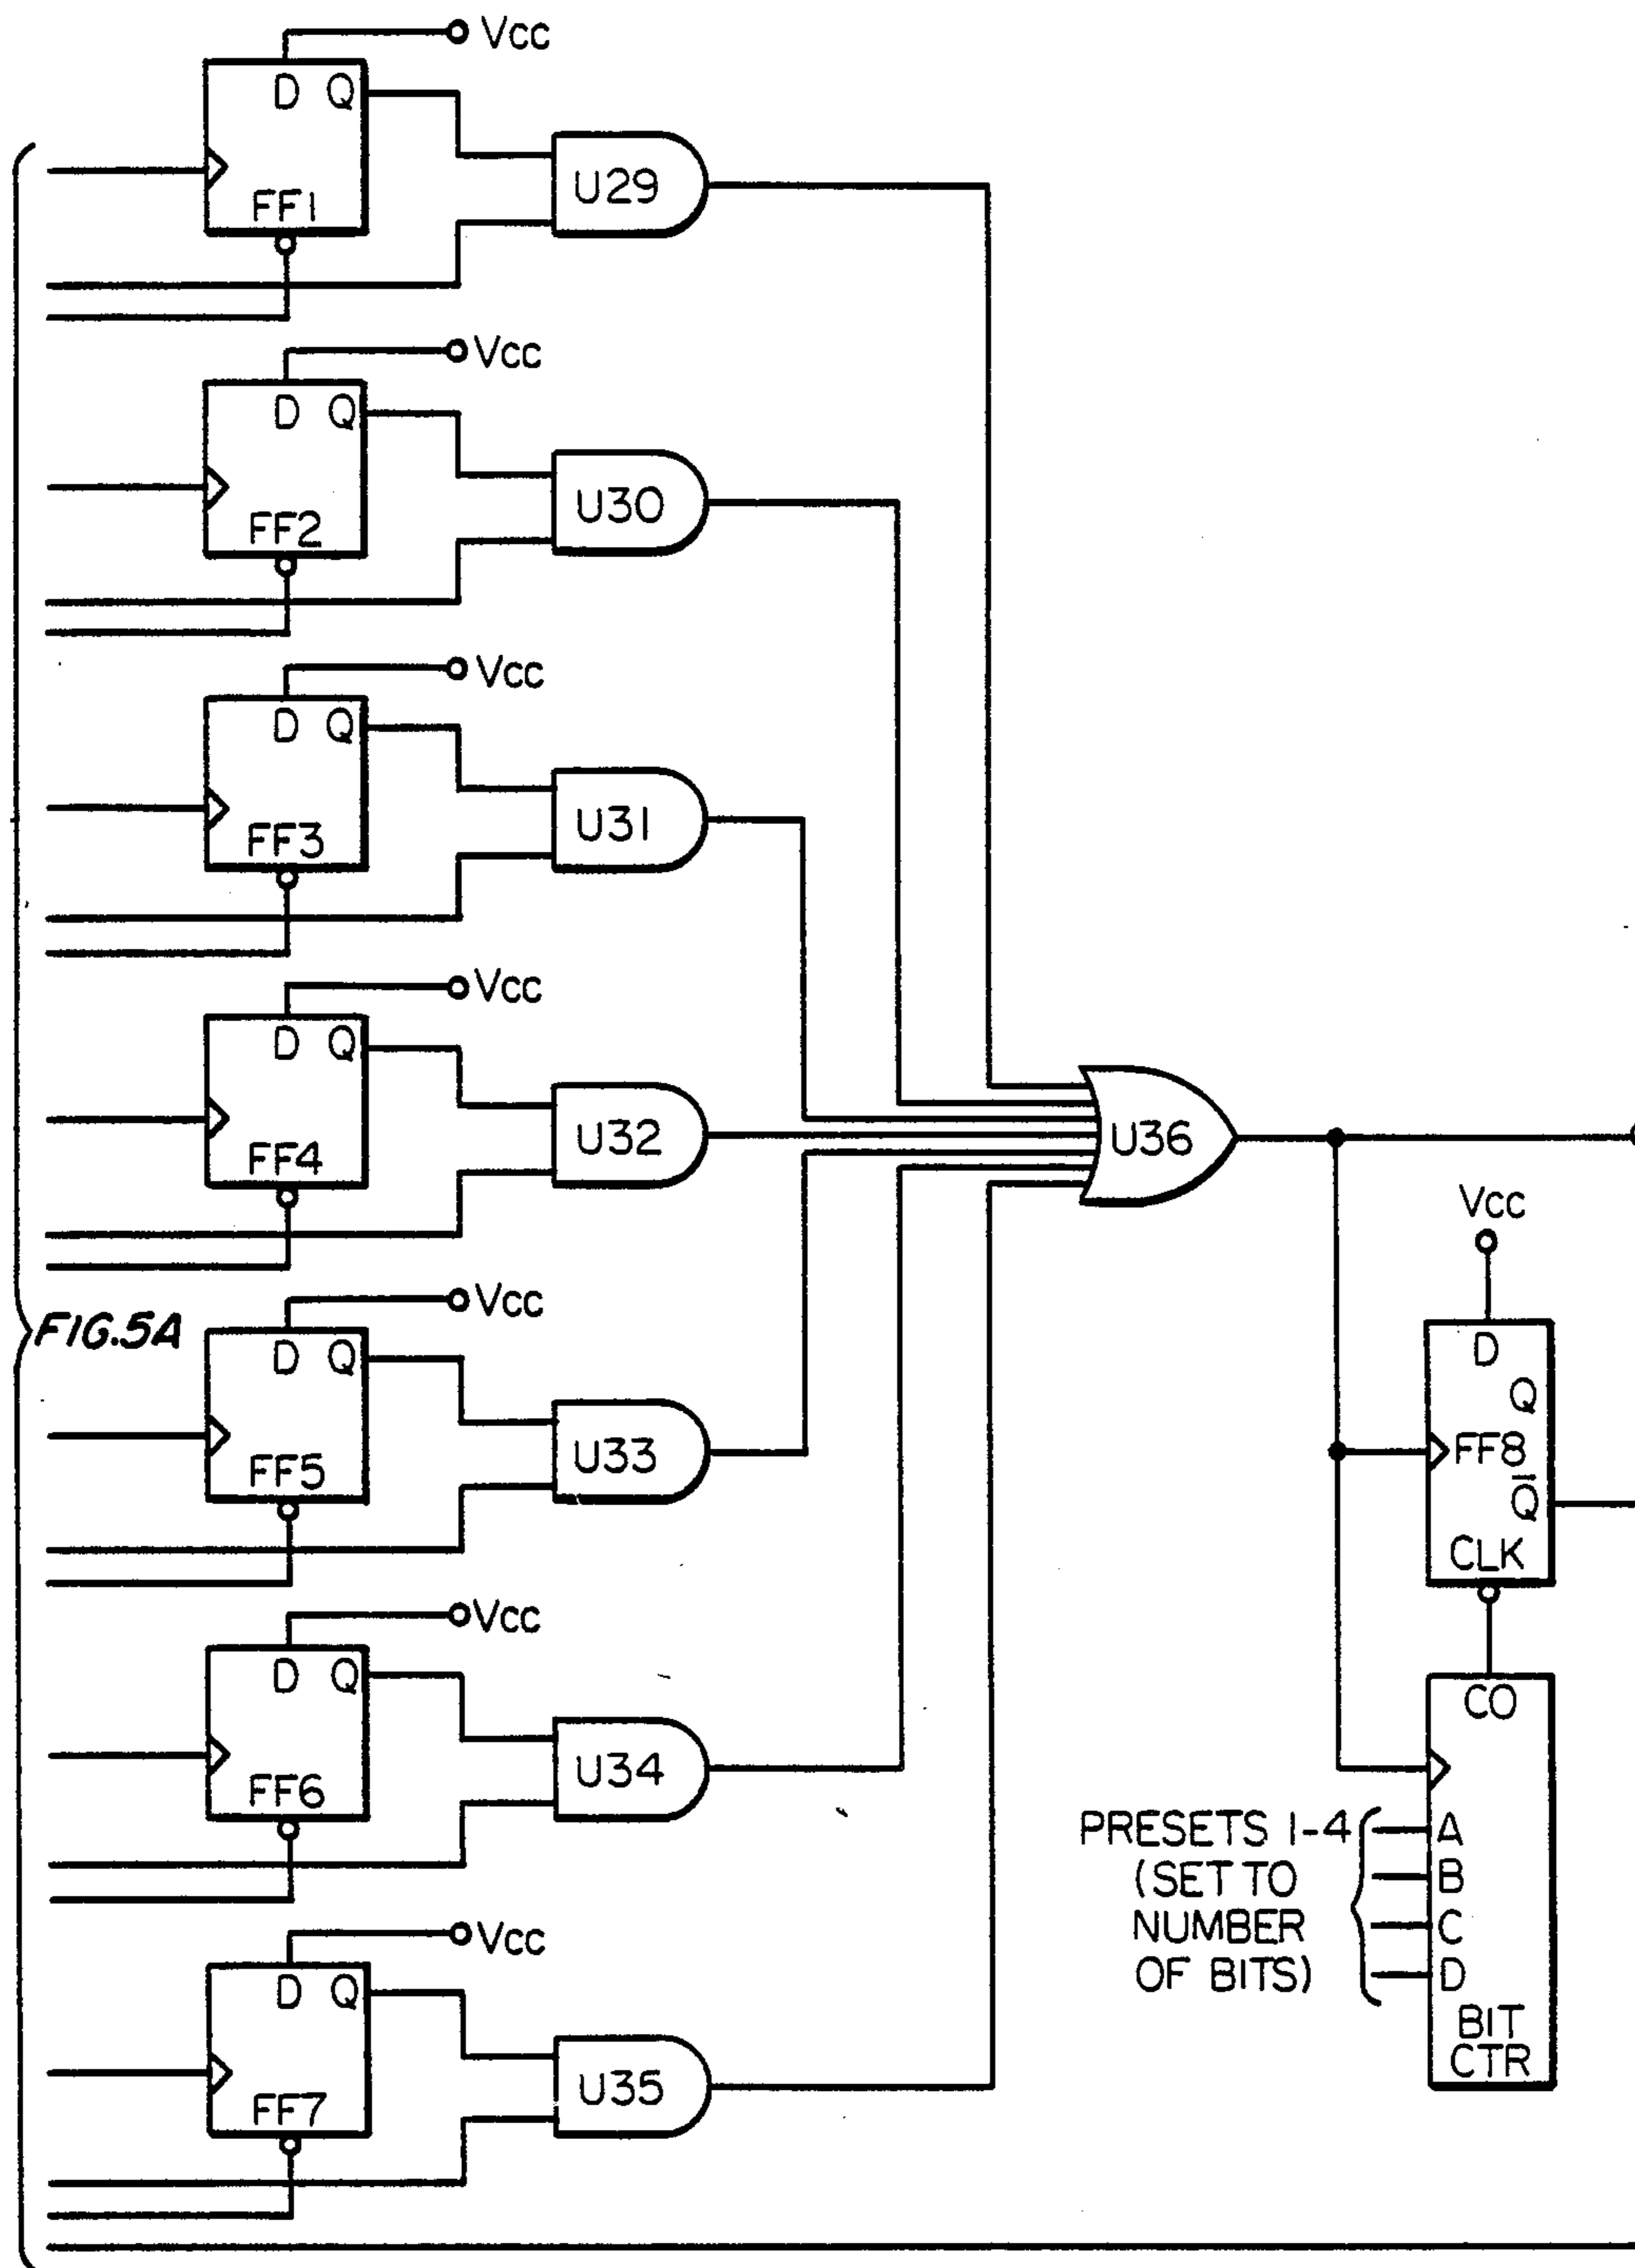 Vcc
D Q
FF1
U29
Vcc
D Q
FF2
U30
Vcc
D Q
FF3
U31
Vcc
D Q
FF4
U32
U36
Vcc
D
Q
FF8
Q̅
CLK
FIG.5A
Vcc
D Q
FF5
U33
Vcc
D Q
FF6
U34
CO
PRESETS 1-4
(SET TO
NUMBER
OF BITS)
A
B
C
D
BIT
CTR
Vcc
D Q
FF7
U35